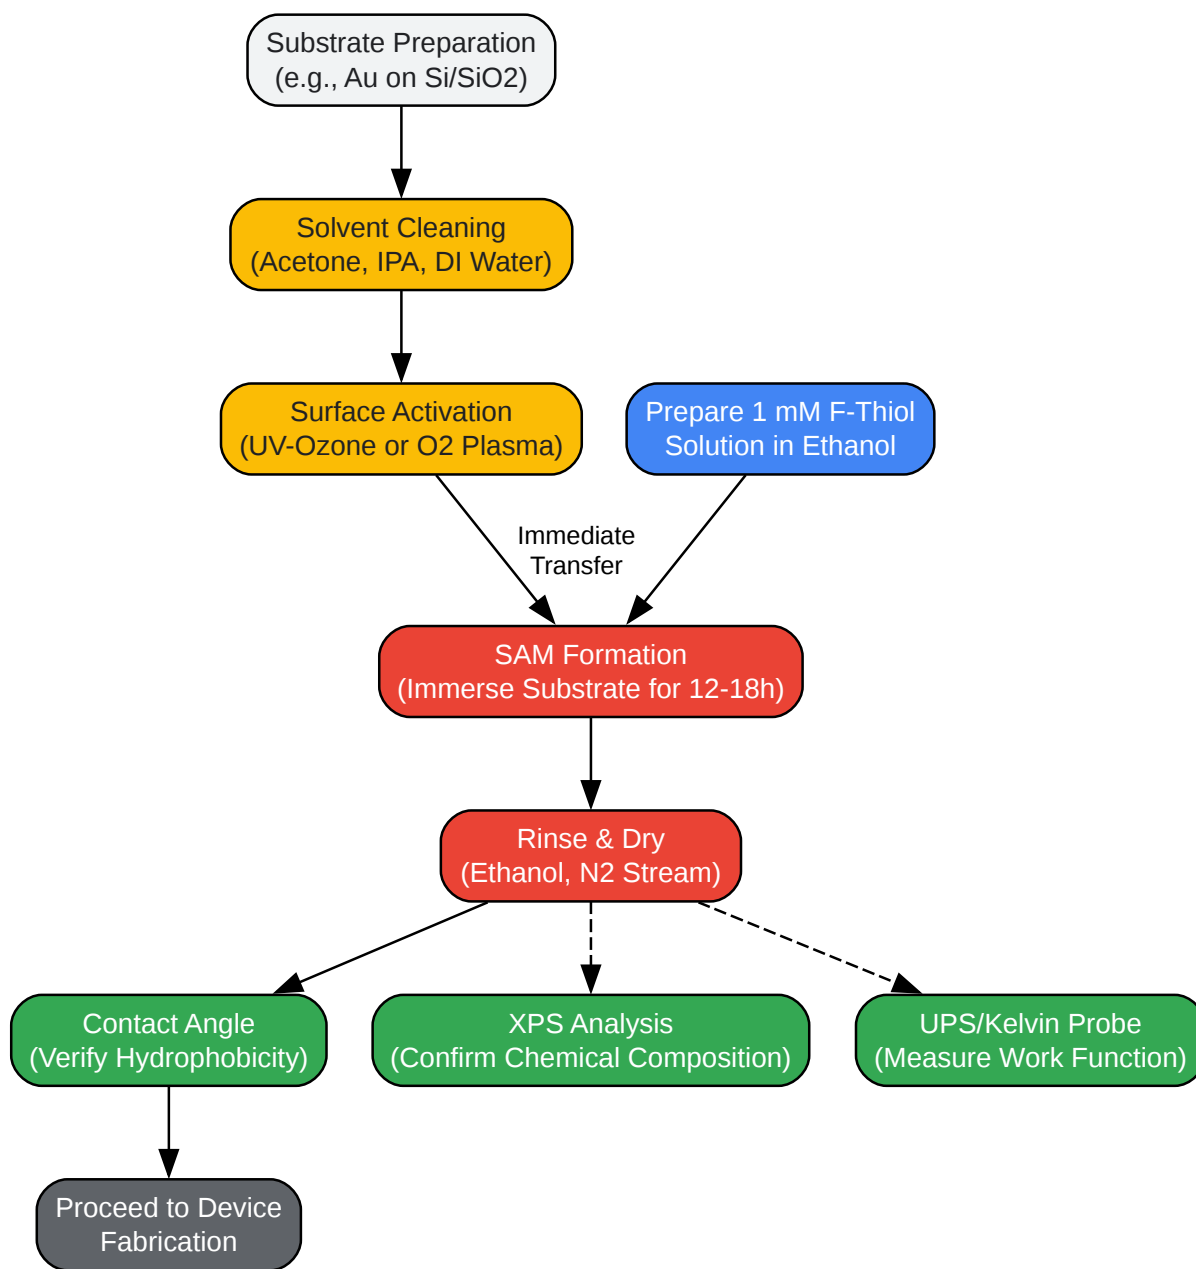 Substrate Preparation
(e.g., Au on Si/SiO2)
Solvent Cleaning
(Acetone, IPA, DI Water)
Surface Activation
(UV-Ozone or O2 Plasma)
Prepare 1 mM F-Thiol
Solution in Ethanol
Immediate
Transfer
SAM Formation
(Immerse Substrate for 12-18h)
Rinse & Dry
(Ethanol, N2 Stream)
Contact Angle
(Verify Hydrophobicity)
XPS Analysis
(Confirm Chemical Composition)
UPS/Kelvin Probe
(Measure Work Function)
Proceed to Device
Fabrication